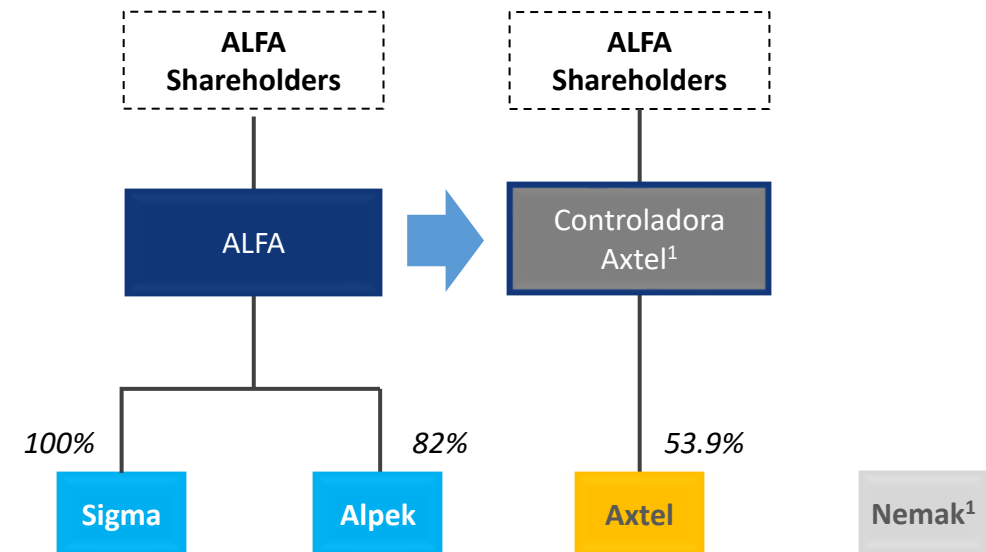 ALFA
Shareholders
ALFA
Shareholders
ALFA
Controladora
Axtel¹
100%
82%
53.9%
Sigma
Alpek
Axtel
Nemak¹